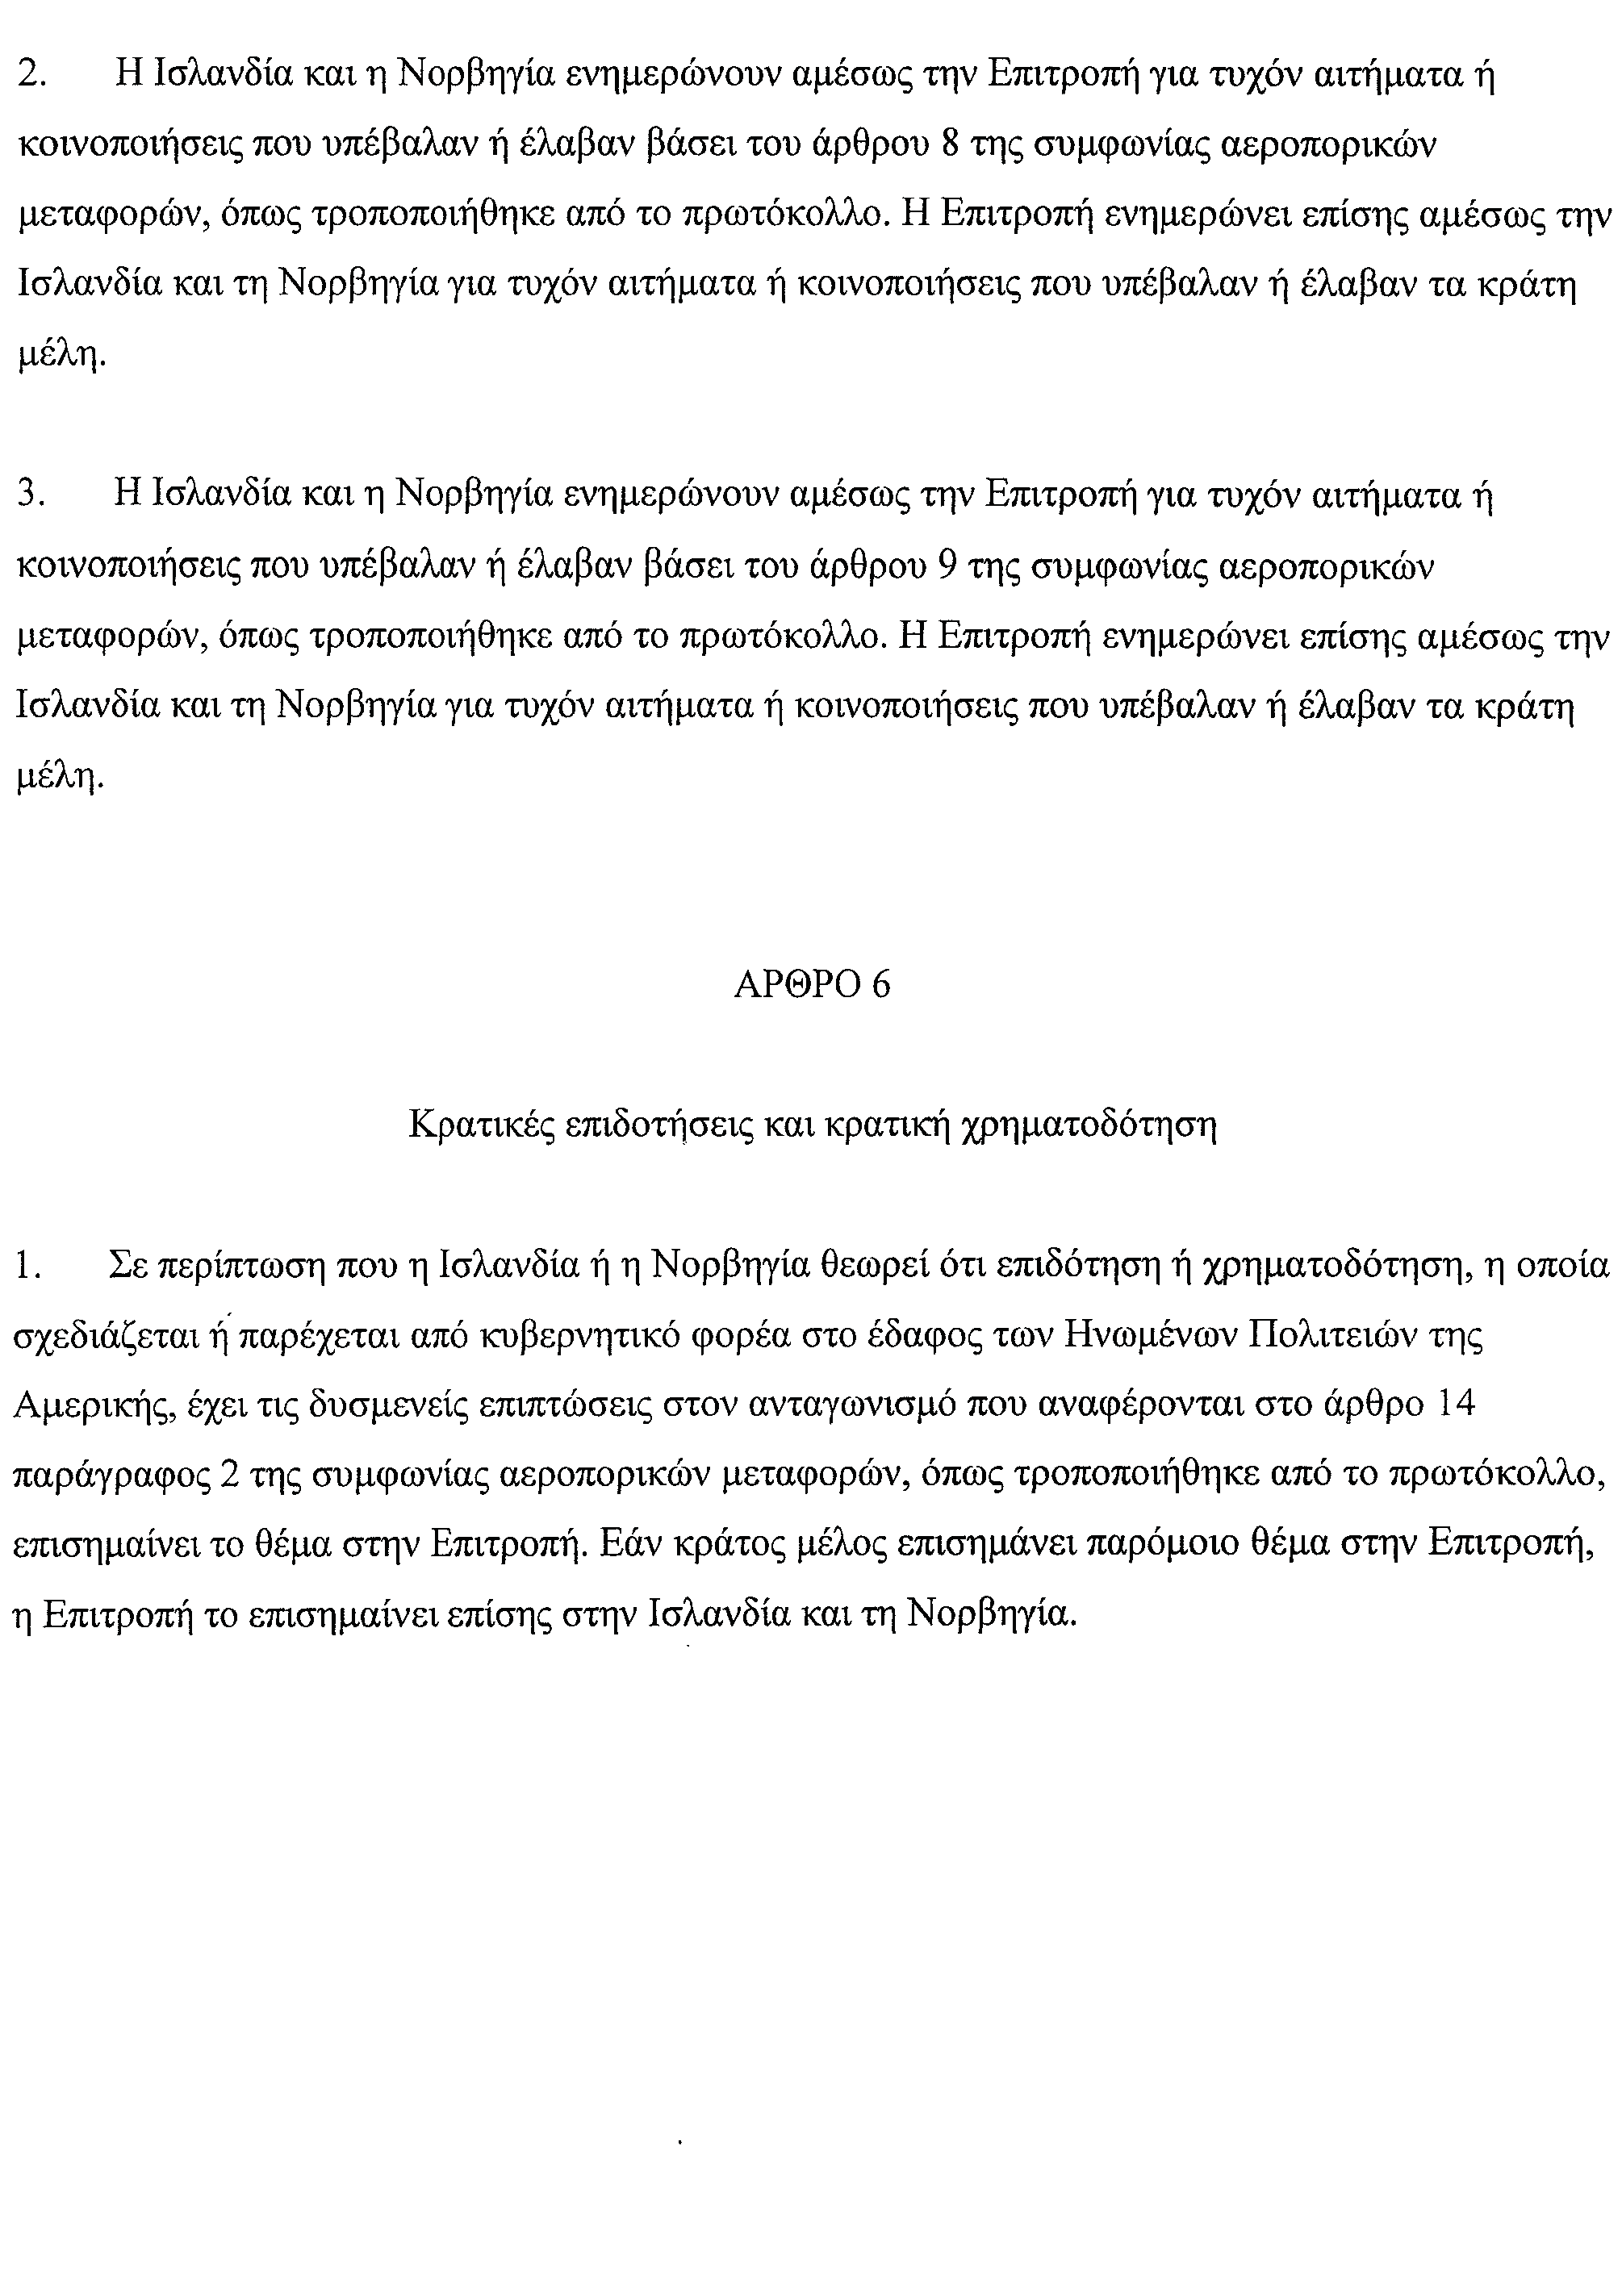 2. Η Ισλανδία και η Νορβηγία ενημερώνουν αμέσως την Επιτροπή για τυχόν αιτήματα ή
κοινοποιήσεις που υπέβαλαν ή έλαβαν βάσει του άρθρου 8 της συμφωνίας αεροπορικών
μεταφορών, όπως τροποποιήθηκε από το πρωτόκολλο. Η Επιτροπή ενημερώνει επίσης αμέσως την
Ισλανδία και τη Νορβηγία για τυχόν αιτήματα ή κοινοποιήσεις που υπέβαλαν ή έλαβαν τα κράτη
μέλη.
3. Η Ισλανδία και η Νορβηγία ενημερώνουν αμέσως την Επιτροπή για τυχόν αιτήματα ή
κοινοποιήσεις που υπέβαλαν ή έλαβαν βάσει του άρθρου 9 της συμφωνίας αεροπορικών
μεταφορών, όπως τροποποιήθηκε από το πρωτόκολλο. Η Επιτροπή ενημερώνει επίσης αμέσως την
Ισλανδία και τη Νορβηγία για τυχόν αιτήματα ή κοινοποιήσεις που υπέβαλαν ή έλαβαν τα κράτη
μέλη.
ΑΡΘΡΟ 6
Κρατικές επιδοτήσεις και κρατική χρηματοδότηση
1. Σε περίπτωση που η Ισλανδία ή η Νορβηγία θεωρεί ότι επιδότηση ή χρηματοδότηση, η οποία
σχεδιάζεται ή παρέχεται από κυβερνητικό φορέα στο έδαφος των Ηνωμένων Πολιτειών της
Αμερικής, έχει τις δυσμενείς επιπτώσεις στον ανταγωνισμό που αναφέρονται στο άρθρο 14
παράγραφος 2 της συμφωνίας αεροπορικών μεταφορών, όπως τροποποιήθηκε από το πρωτόκολλο,
επισημαίνει το θέμα στην Επιτροπή. Εάν κράτος μέλος επισημάνει παρόμοιο θέμα στην Επιτροπή,
η Επιτροπή το επισημαίνει επίσης στην Ισλανδία και τη Νορβηγία.